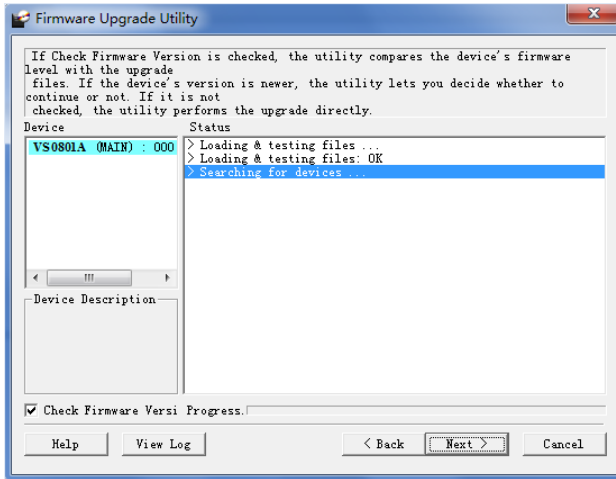 Firmware Upgrade Utility
If Check Firmware Version is checked, the utility compares the device's firmware
level with the upgrade
files. If the device's version is newer, the utility lets you decide whether to
continue or not. If it is not
checked, the utility performs the upgrade directly.
Device
Status
VS0801A (MAIN) : 000
> Loading & testing files ...
> Loading & testing files: OK
> Searching for devices ...
Device Description
Check Firmware Versi Progress.
Help
View Log
< Back
Next >
Cancel